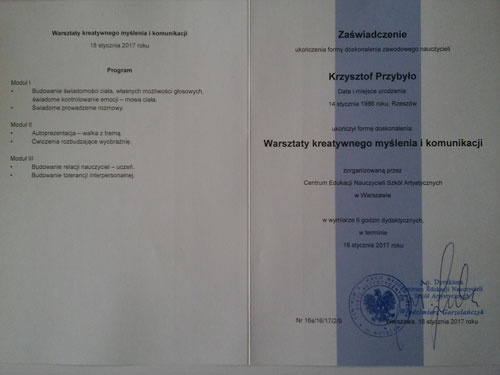 Warsztaty kreatywnego myślenia i komunikacji
18 stycznia 2017 roku
Program
Moduł I
• Budowanie świadomości ciała, własnych możliwości głosowych,
świadome kontrolowanie emocji – mowa ciała.
• Świadome prowadzenie rozmowy.
Moduł II
• Autoprezentacja – walka z tremą.
• Ćwiczenia rozbudzające wyobraźnię.
Moduł III
• Budowanie relacji nauczyciel – uczeń.
• Budowanie tolerancji interpersonalnej.
Zaświadczenie
ukończenia formy doskonalenia zawodowego nauczycieli
Krzysztof Przybyło
Data i miejsce urodzenia
14 stycznia 1986 roku, Rzeszów
ukończył formę doskonalenia:
Warsztaty kreatywnego myślenia i komunikacji
zorganizowaną przez
Centrum Edukacji Nauczycieli Szkół Artystycznych
w Warszawie
w wymiarze 6 godzin dydaktycznych,
w terminie
18 stycznia 2017 roku
Dyrektora
Centrum Edukacji Nauczycieli
Szkół Artystycznych
Włodzimierz Gorzelańczyk
Nr 16a/16/17/2/
Warszawa, 18 stycznia 2017 roku